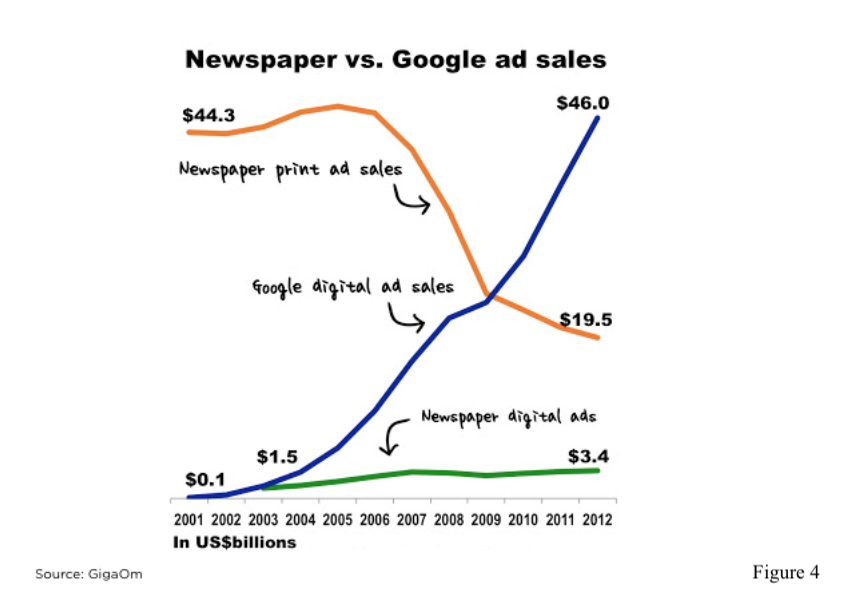 Newspaper vs. Google ad sales
$46.0
$44.3
Newspaper print ad sales
Google digital ad sales
$19.5
Newspaper digital ads
$1.5
$3.4
$0.1
2001 2002 2003 2004 2005 2006 2007 2008 2009 2010 2011 2012
In US$billions
Source: GigaOm
Figure 4